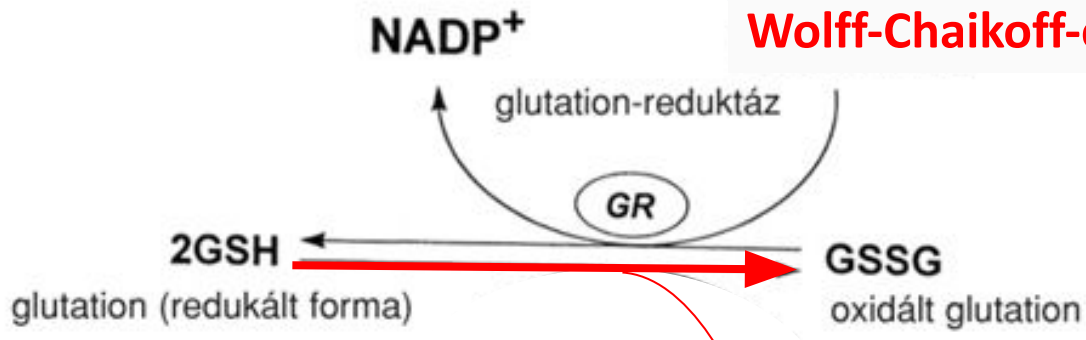 Wolff-Chaikoff-
NADP+
glutation-reduktáz
GR
2GSH
GSSG
glutation (redukált forma)
oxidált glutation